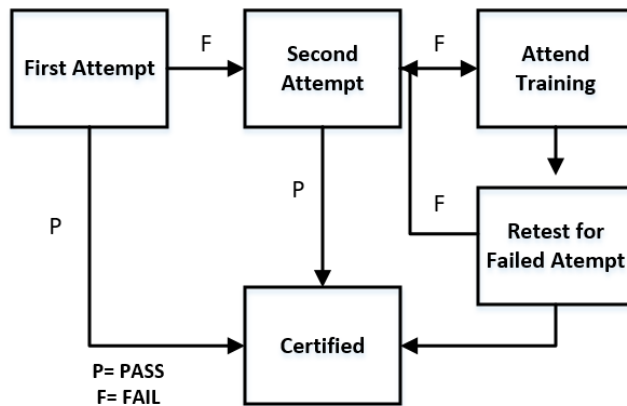 First Attempt
F
Second
Attempt
F
Attend
Training
P
P
F
Retest for
Failed Atempt
Certified
P= PASS
F= FAIL